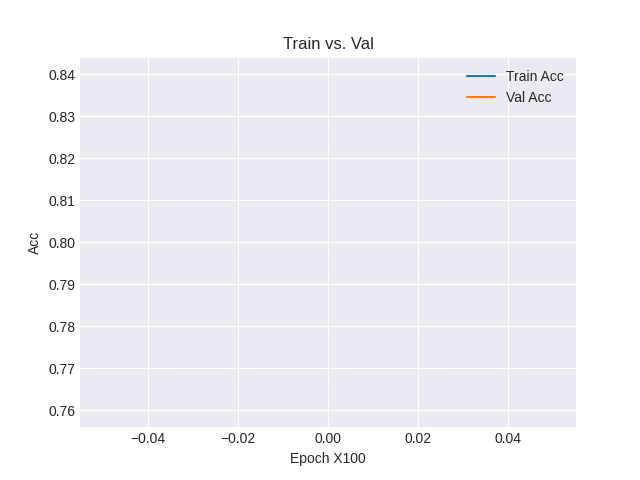 Train vs. Val
Train Acc
Val Acc
0.84
0.83
0.82
0.81
0.80
0.79
0.78
0.77
0.76
Acc
−0.04
−0.02
0.00
0.02
0.04
Epoch X100